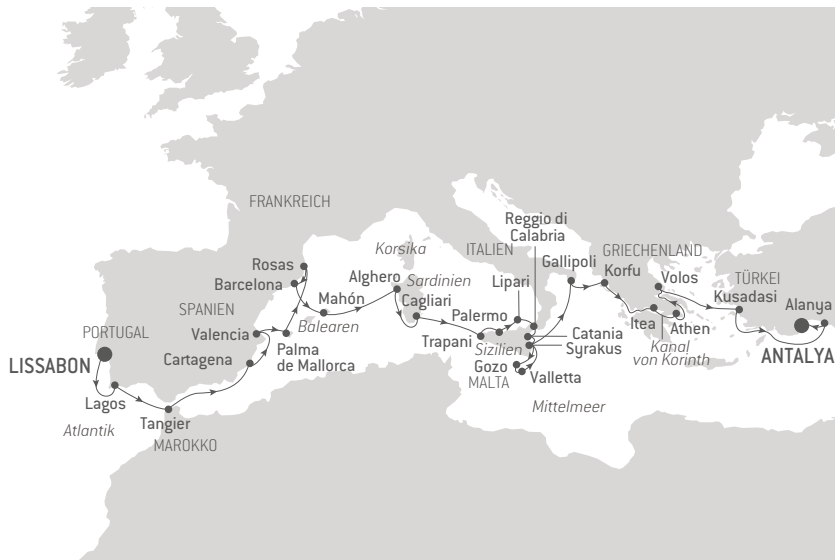 FRANKREICH
Korsika
ITALIEN
Reggio di
Calabria
GRIECHENLAND
Rosas
Barcelona
Alghero
Sardinien
Gallipoli
Korfu
Volos
TÜRKEI
SPANIEN
Mahón
Cagliari
Lipari
Kusadasi
Alanya
PORTUGAL
Valencia
Balearen
Palermo
Itea
Athen
LISSABON
Cartagena
Palma
de Mallorca
Trapani
Sizilien
Catania
Syrakus
Kanal
von Korinth
ANTALYA
Gozo
MALTA
Valletta
Lagos
Tangier
Mittelmeer
Atlantik
MAROKKO